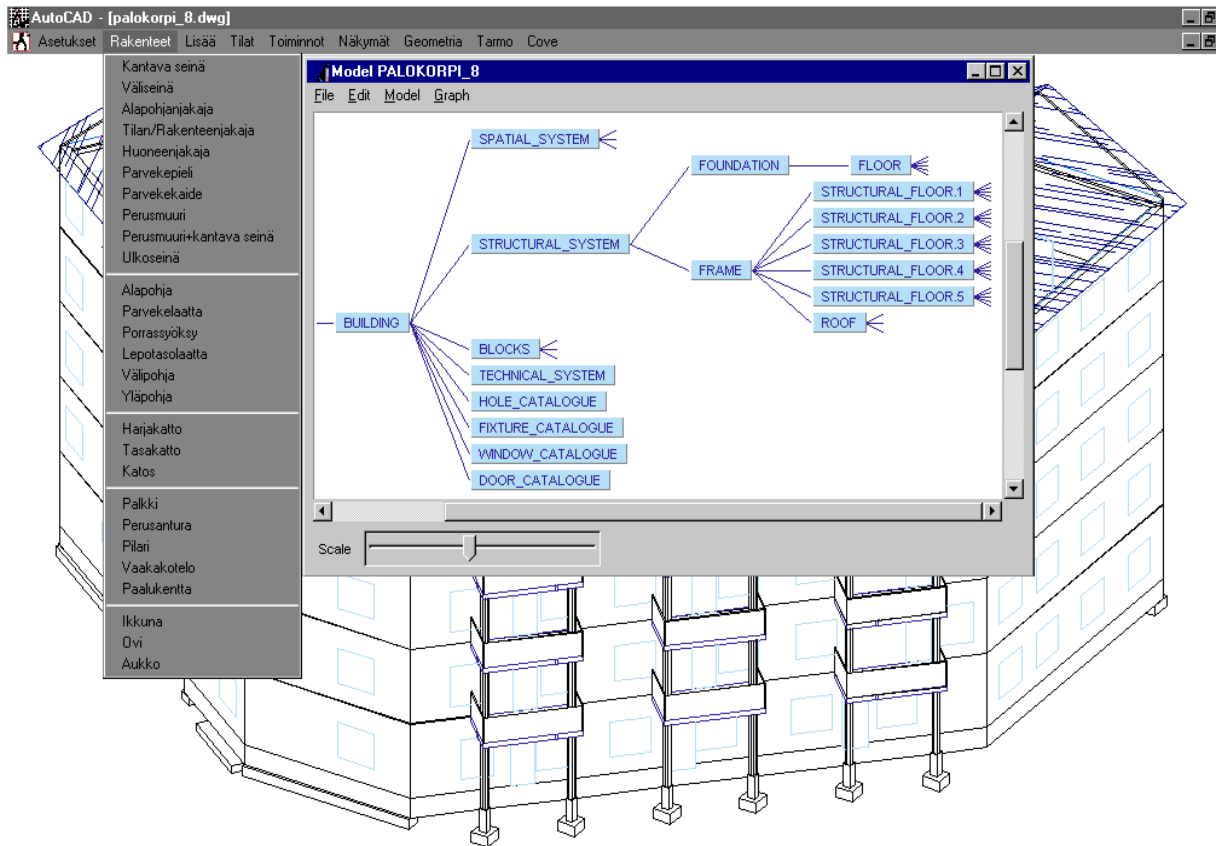 AutoCAD - [palokorpi_8.dwg]
Asetukset Rakenteet Lisää Tilat Toiminnot Näkymät Geometria Tarmo Cove
Kantava seinä
Väliseinä
Alapohjanjakaja
Tilan/Rakenteenjakaja
Huoneenjakaja
Parvekepieli
Parvekekaide
Perusmuuri
Perusmuuri+kantava seinä
Ulkoseinä
Alapohja
Parvekelaatta
Porrassyöksy
Lepotasolaatta
Välipohja
Yläpohja
Harjakatto
Tasakatto
Katos
Palkki
Perusantura
Pilari
Vaakakotelo
Paalukentta
Ikkuna
Ovi
Aukko
Model PALOKORPI_8
File Edit Model Graph
BUILDING
SPATIAL_SYSTEM
STRUCTURAL_SYSTEM
BLOCKS
TECHNICAL_SYSTEM
HOLE_CATALOGUE
FIXTURE_CATALOGUE
WINDOW_CATALOGUE
DOOR_CATALOGUE
FOUNDATION
FRAME
FLOOR
STRUCTURAL_FLOOR.1
STRUCTURAL_FLOOR.2
STRUCTURAL_FLOOR.3
STRUCTURAL_FLOOR.4
STRUCTURAL_FLOOR.5
ROOF
Scale